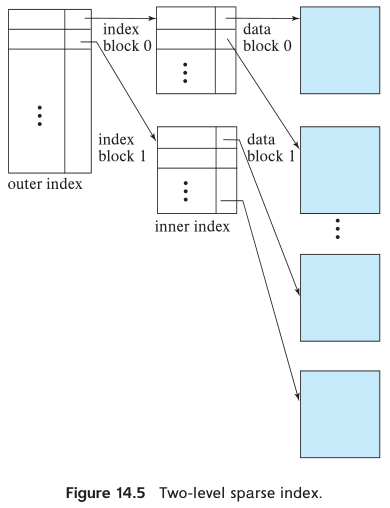 index
block 0
data
block 0
index
block 1
data
block 1
outer index
inner index
Figure 14.5 Two-level sparse index.